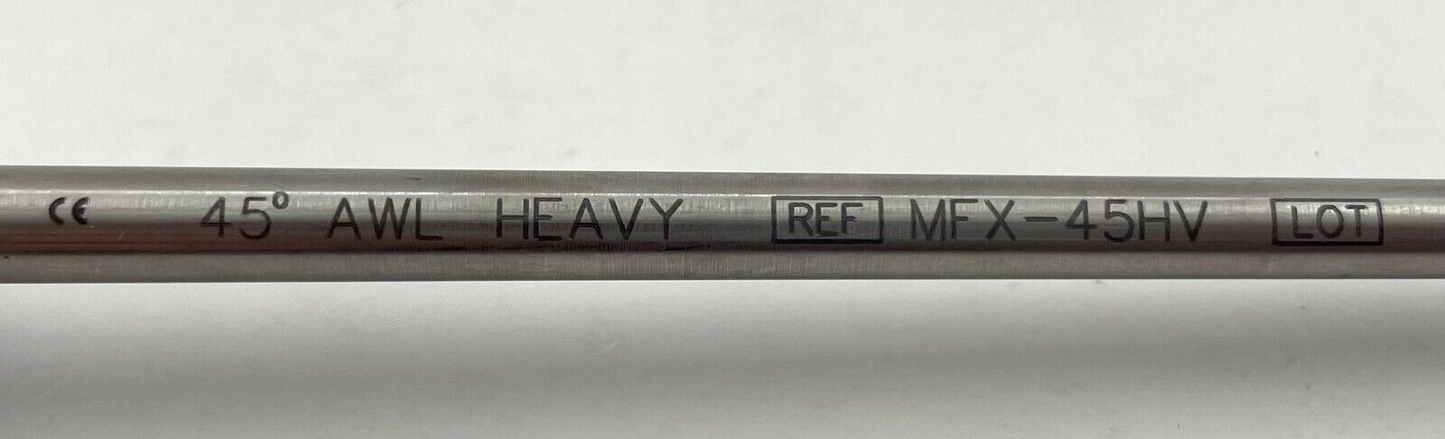 CE 45° AWL HEAVY REF MFX-45HV LOT